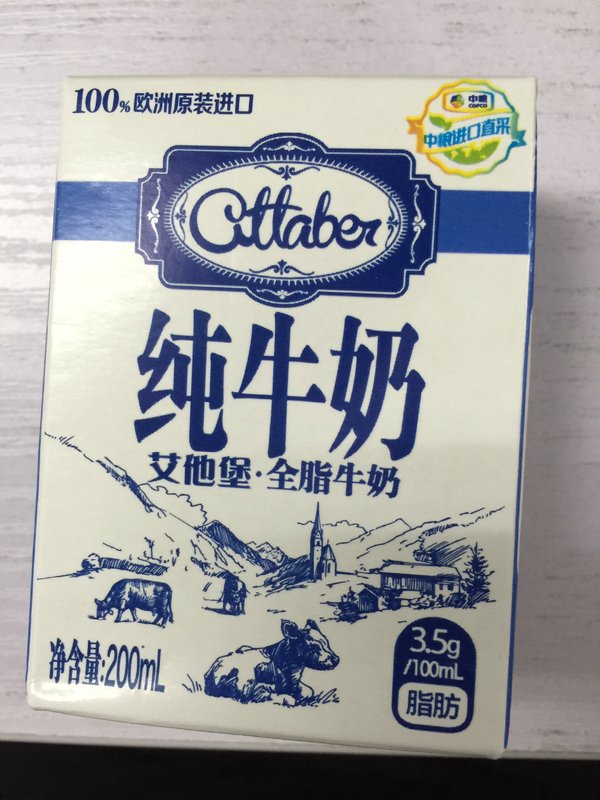 100%欧洲原装进口
中粮
COFCO
中粮进口直采
Cittaber
纯牛奶
艾他堡·全脂牛奶
净含量:200mL
3.5g
/100mL
脂肪